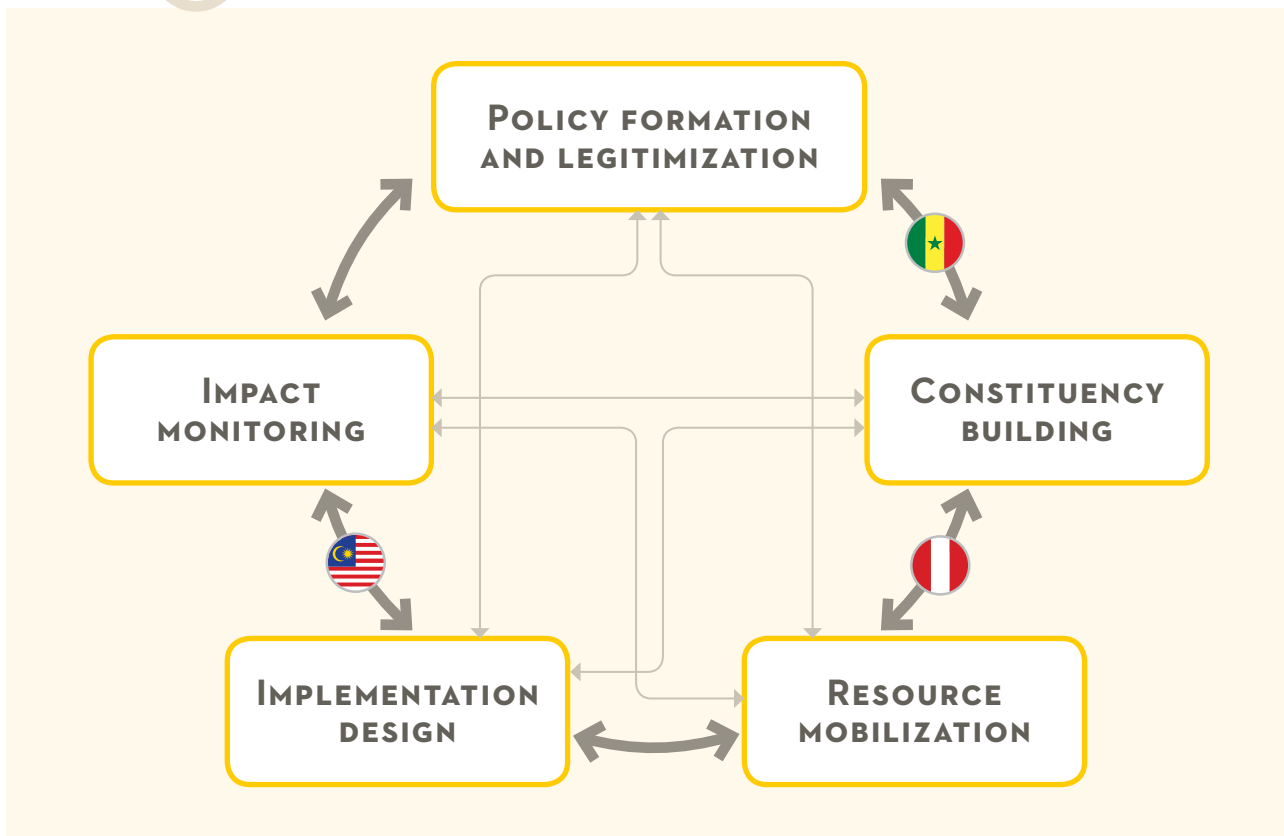 Policy formation
and legitimization
Impact
monitoring
Constituency
building
Implementation
design
Resource
mobilization